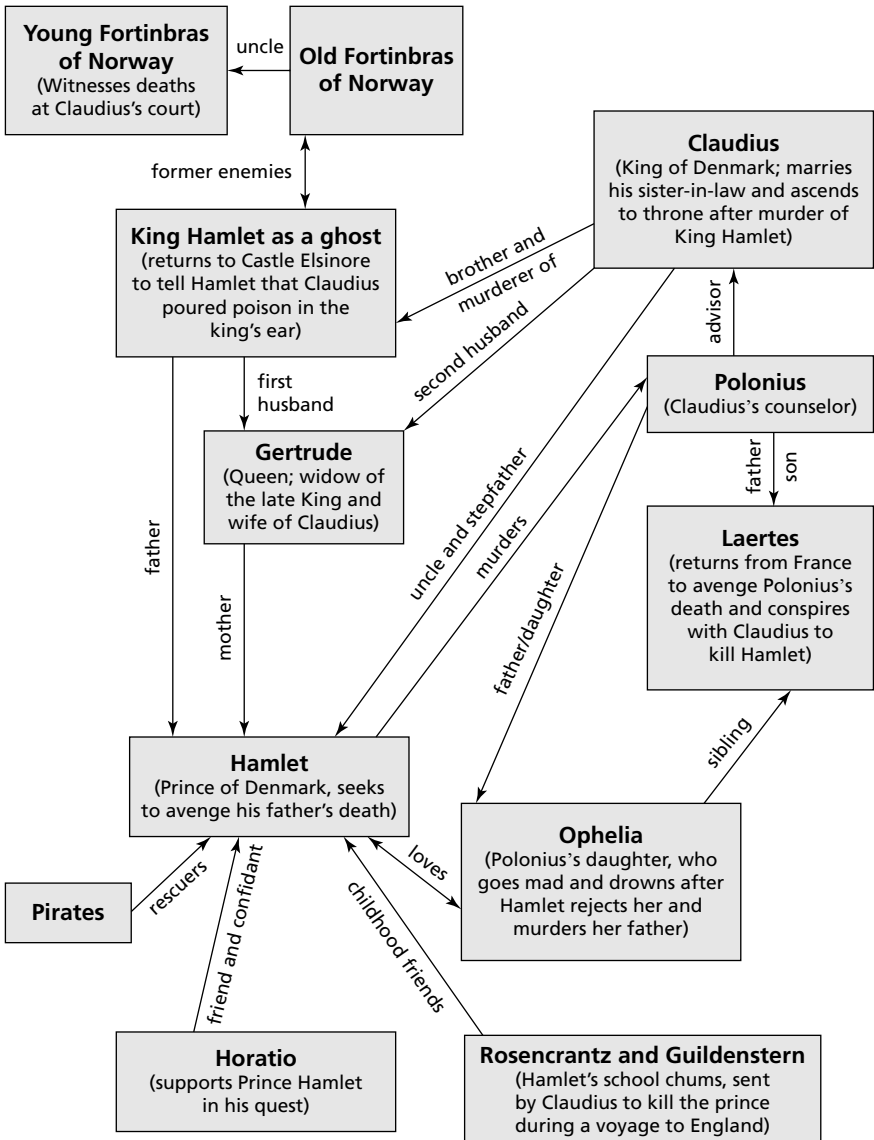 Young Fortinbras
of Norway
(Witnesses deaths
at Claudius's court)
uncle
Old Fortinbras
of Norway
former enemies
Claudius
(King of Denmark; marries
his sister-in-law and ascends
to throne after murder of
King Hamlet)
King Hamlet as a ghost
(returns to Castle Elsinore
to tell Hamlet that Claudius
poured poison in the
king's ear)
brother and
murderer of
second husband
advisor
first
husband
Polonius
(Claudius's counselor)
Gertrude
(Queen; widow of
the late King and
wife of Claudius)
father
mother
uncle and stepfather
murders
father/daughter
father
son
Laertes
(returns from France
to avenge Polonius's
death and conspires
with Claudius to
kill Hamlet)
sibling
Hamlet
(Prince of Denmark, seeks
to avenge his father's death)
loves
Ophelia
(Polonius's daughter, who
goes mad and drowns after
Hamlet rejects her and
murders her father)
Pirates
rescuers
friend and confidant
childhood friends
Horatio
(supports Prince Hamlet
in his quest)
Rosencrantz and Guildenstern
(Hamlet's school chums, sent
by Claudius to kill the prince
during a voyage to England)